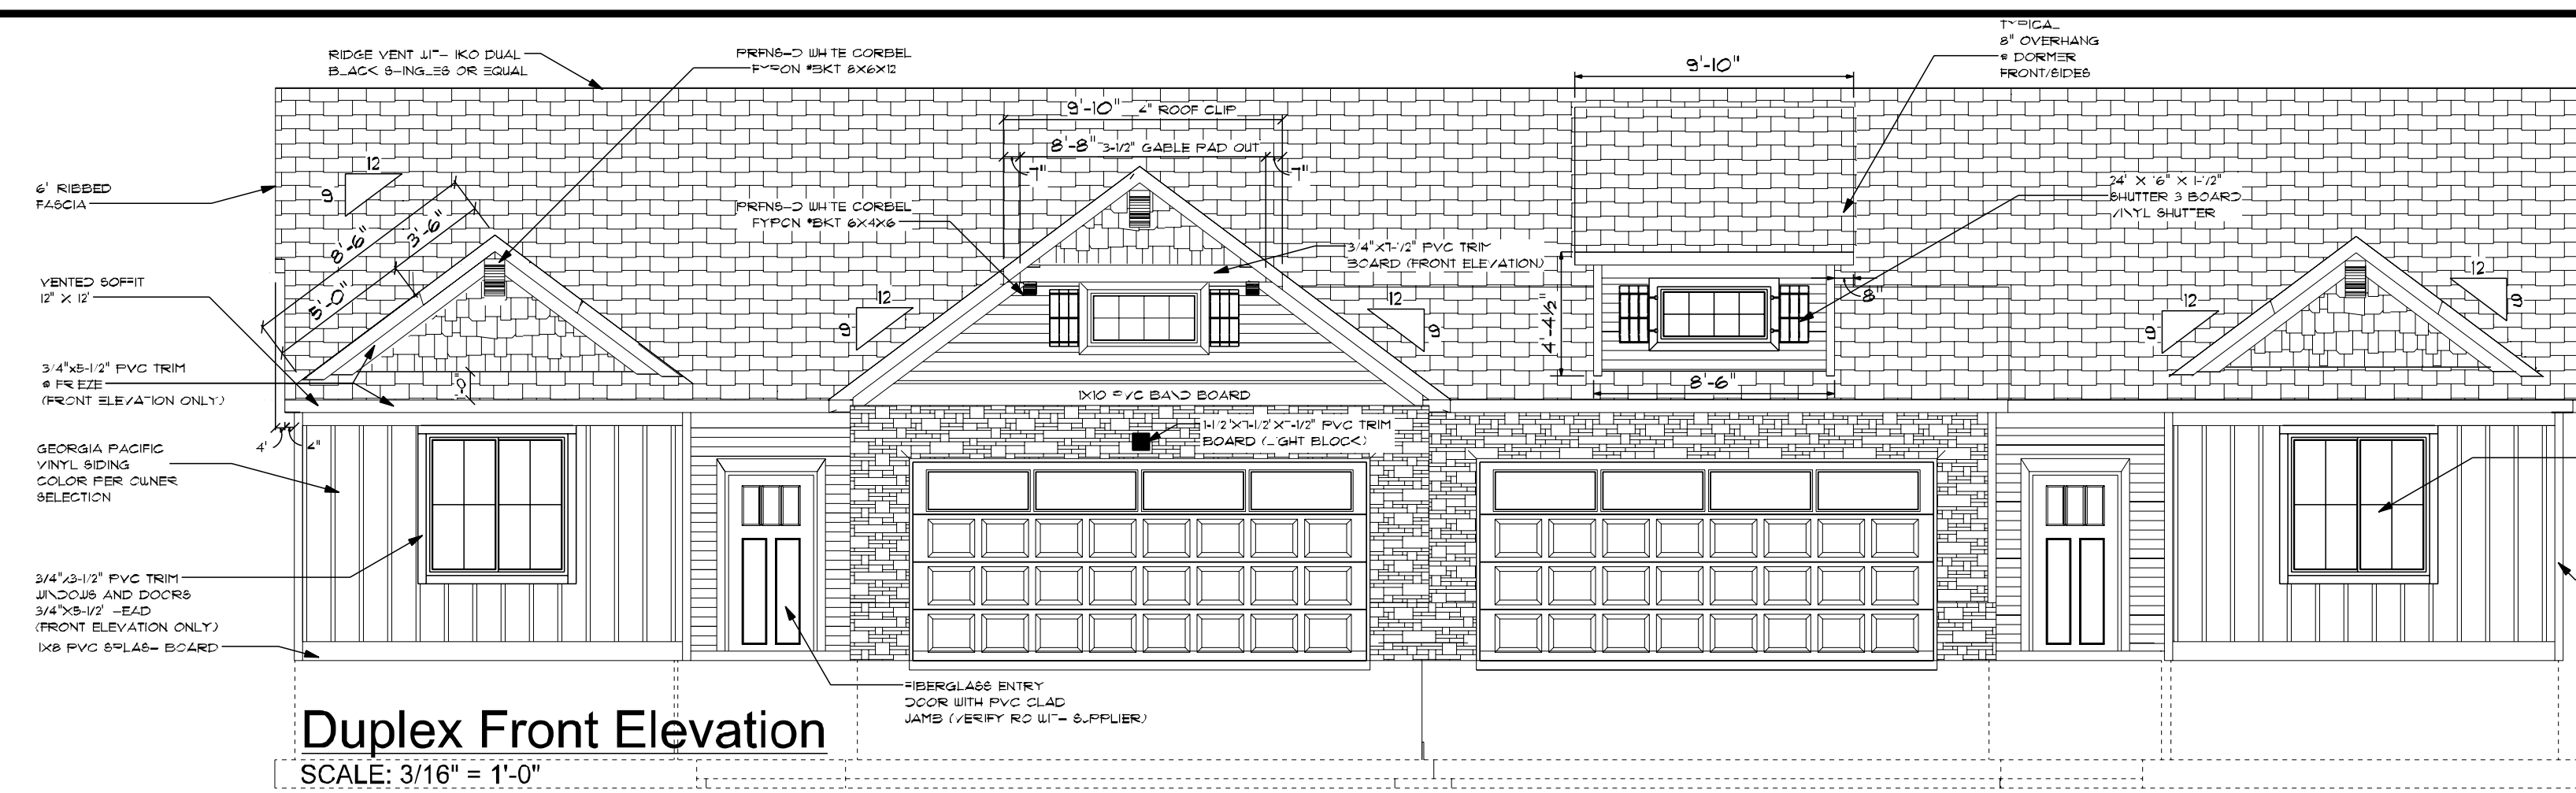 RIDGE VENT WITH IKO DUAL
BLACK SHINGLES OR EQUAL
PRFNSHD WHITE CORBEL
FYPON #BKT 8X6X12
TYPICAL
8" OVERHANG
@ DORMER
FRONT/SIDES
9'-10"
9'-10" 4" ROOF CLIP
8'-8" 3-1/2" GABLE PAD OUT
7"
7"
12
9
6" RIBBED
FASCIA
8'-6"
3'-6"
5'-0"
PRFNSHD WHITE CORBEL
FYPON #BKT 6X4X6
24" X 16" X 1-1/2"
SHUTTER 3 BOARD
VINYL SHUTTER
3/4"X7-1/2" PVC TRIM
BOARD (FRONT ELEVATION)
VENTED SOFFIT
12" X 12'
12
9
12
9
4'-4 1/2"
8"
12
9
12
9
3/4"x5-1/2" PVC TRIM
@ FRIEZE
(FRONT ELEVATION ONLY)
8'-6"
1X10 PVC BAND BOARD
1-1/2"X7-1/2"X7-1/2" PVC TRIM
BOARD (LIGHT BLOCK)
4"
2"
GEORGIA PACIFIC
VINYL SIDING
COLOR PER OWNER
SELECTION
3/4"x3-1/2" PVC TRIM
WINDOWS AND DOORS
3/4"X5-1/2" HEAD
(FRONT ELEVATION ONLY)
1X8 PVC SPLASH BOARD
FIBERGLASS ENTRY
DOOR WITH PVC CLAD
JAMB (VERIFY RO WITH SUPPLIER)
Duplex Front Elevation
SCALE: 3/16" = 1'-0"